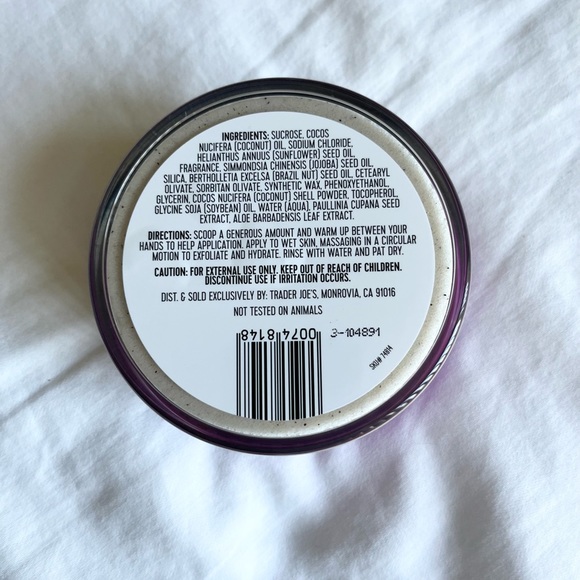 INGREDIENTS: SUCROSE, COCOS
NUCIFERA (COCONUT) OIL, SODIUM CHLORIDE,
HELIANTHUS ANNUUS (SUNFLOWER) SEED OIL,
FRAGRANCE, SIMMONDSIA CHINENSIS (JOJOBA) SEED OIL,
SILICA, BERTHOLLETIA EXCELSA (BRAZIL NUT) SEED OIL, CETEARYL
OLIVATE, SORBITAN OLIVATE, SYNTHETIC WAX, PHENOXYETHANOL,
GLYCERIN, COCOS NUCIFERA (COCONUT) SHELL POWDER, TOCOPHEROL,
GLYCINE SOJA (SOYBEAN) OIL, WATER (AQUA), PAULLINIA CUPANA SEED
EXTRACT, ALOE BARBADENSIS LEAF EXTRACT.
DIRECTIONS: SCOOP A GENEROUS AMOUNT AND WARM UP BETWEEN YOUR
HANDS TO HELP APPLICATION. APPLY TO WET SKIN, MASSAGING IN A CIRCULAR
MOTION TO EXFOLIATE AND HYDRATE. RINSE WITH WATER AND PAT DRY.
CAUTION: FOR EXTERNAL USE ONLY. KEEP OUT OF REACH OF CHILDREN.
DISCONTINUE USE IF IRRITATION OCCURS.
DIST. & SOLD EXCLUSIVELY BY: TRADER JOE'S, MONROVIA, CA 91016
NOT TESTED ON ANIMALS
0074 8148
3-104891
SKU# 74814